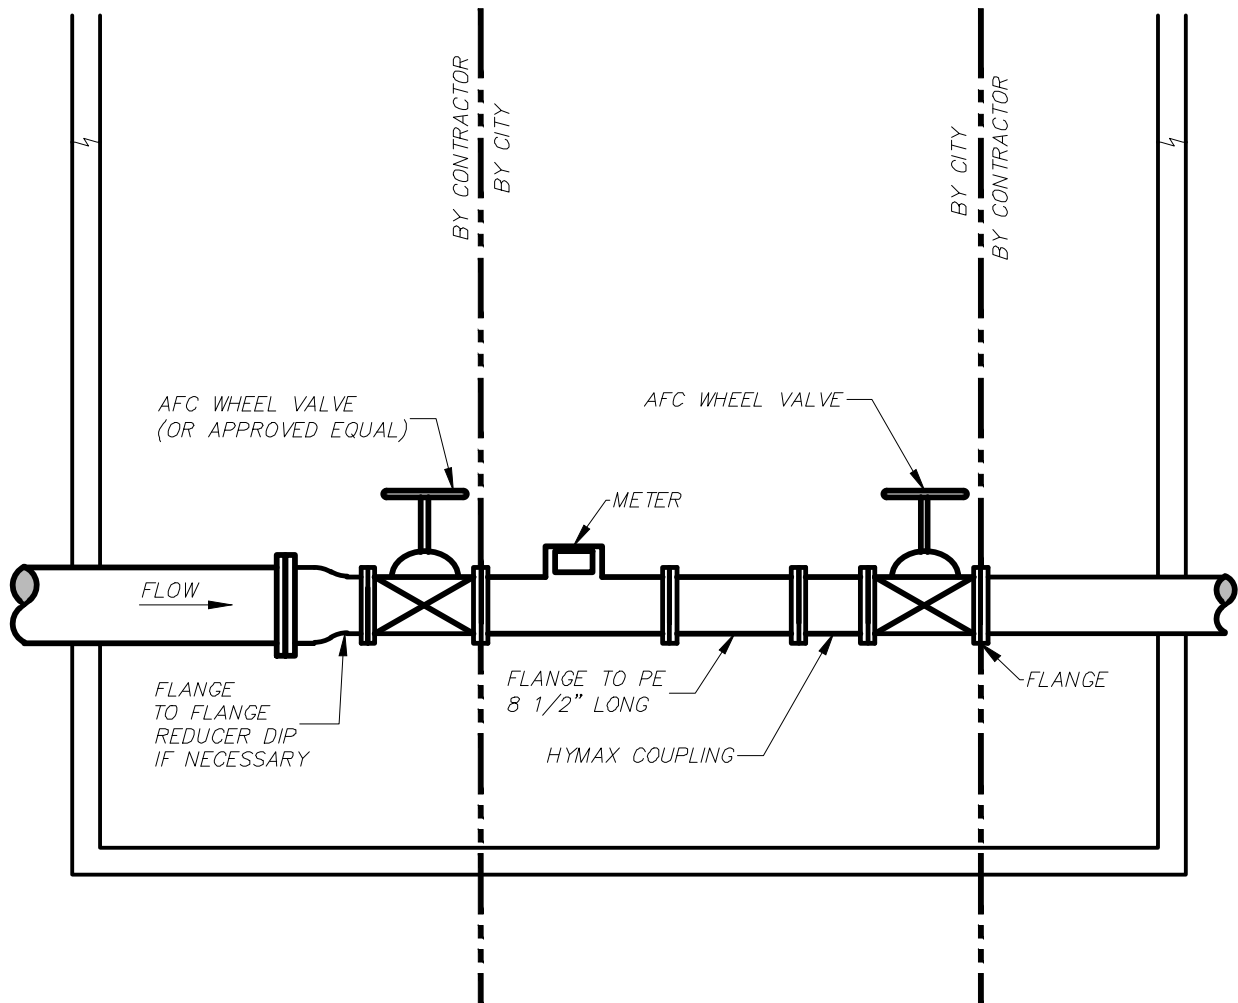 BY CONTRACTOR
BY CITY
BY CITY
BY CONTRACTOR
AFC WHEEL VALVE
(OR APPROVED EQUAL)
AFC WHEEL VALVE
METER
FLOW
FLANGE
TO FLANGE
REDUCER DIP
IF NECESSARY
FLANGE TO PE
8 1/2" LONG
HYMAX COUPLING
FLANGE